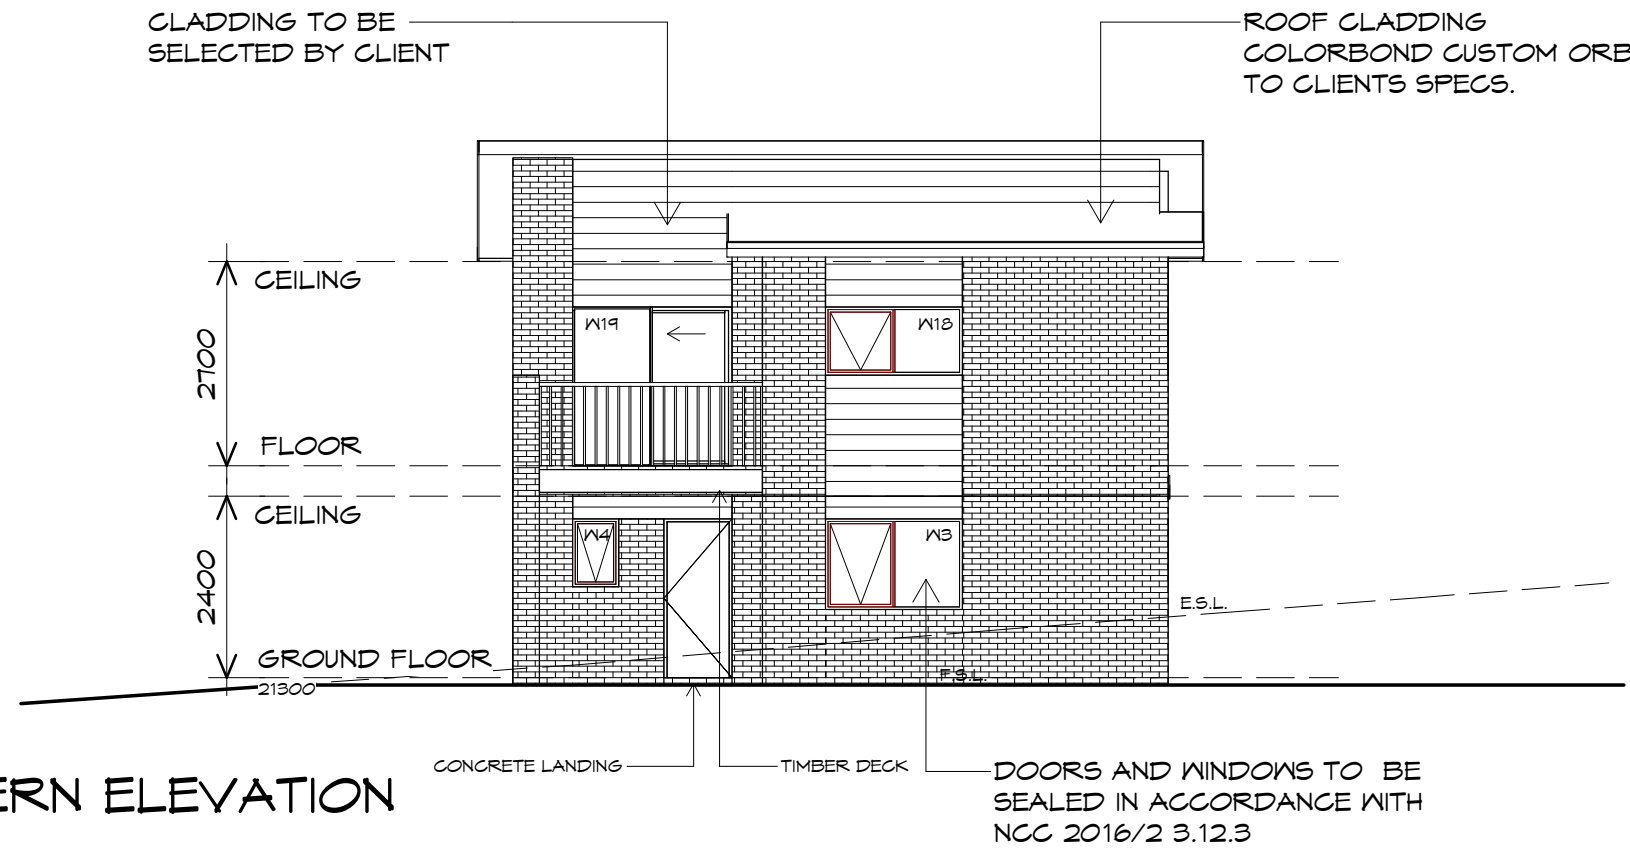 CLADDING TO BE
SELECTED BY CLIENT
ROOF CLADDING
COLORBOND CUSTOM ORB
TO CLIENTS SPECS.
CEILING
2700
W19
W18
FLOOR
CEILING
2400
W4
W3
E.S.L.
GROUND FLOOR
21300
F.S.L.
CONCRETE LANDING
TIMBER DECK
DOORS AND WINDOWS TO BE
SEALED IN ACCORDANCE WITH
NCC 2016/2 3.12.3
ERN ELEVATION